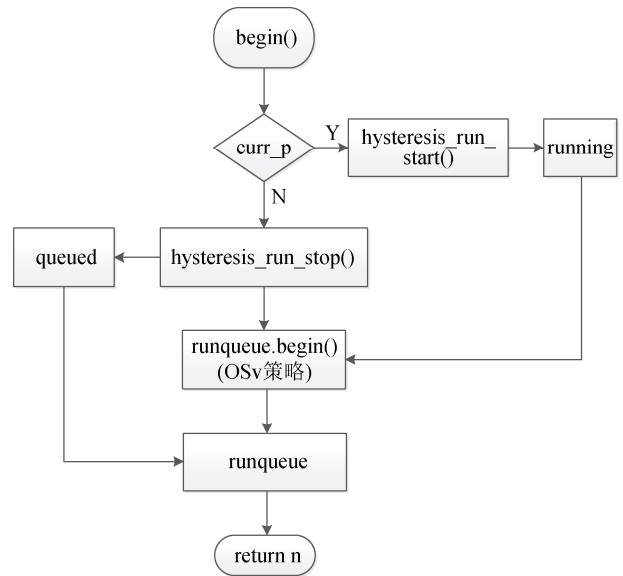 begin()
curr_p
Y
hysteresis_run_
start()
running
N
queued
hysteresis_run_stop()
runqueue.begin()
(OSv策略)
runqueue
return n